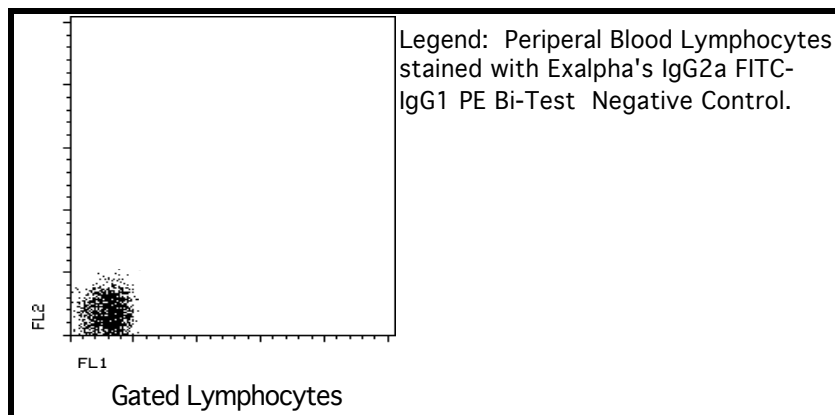 Legend:  Periperal Blood Lymphocytes
stained with Exalpha's IgG2a FITC-
IgG1 PE Bi-Test  Negative Control.
FL2
FL1
Gated Lymphocytes